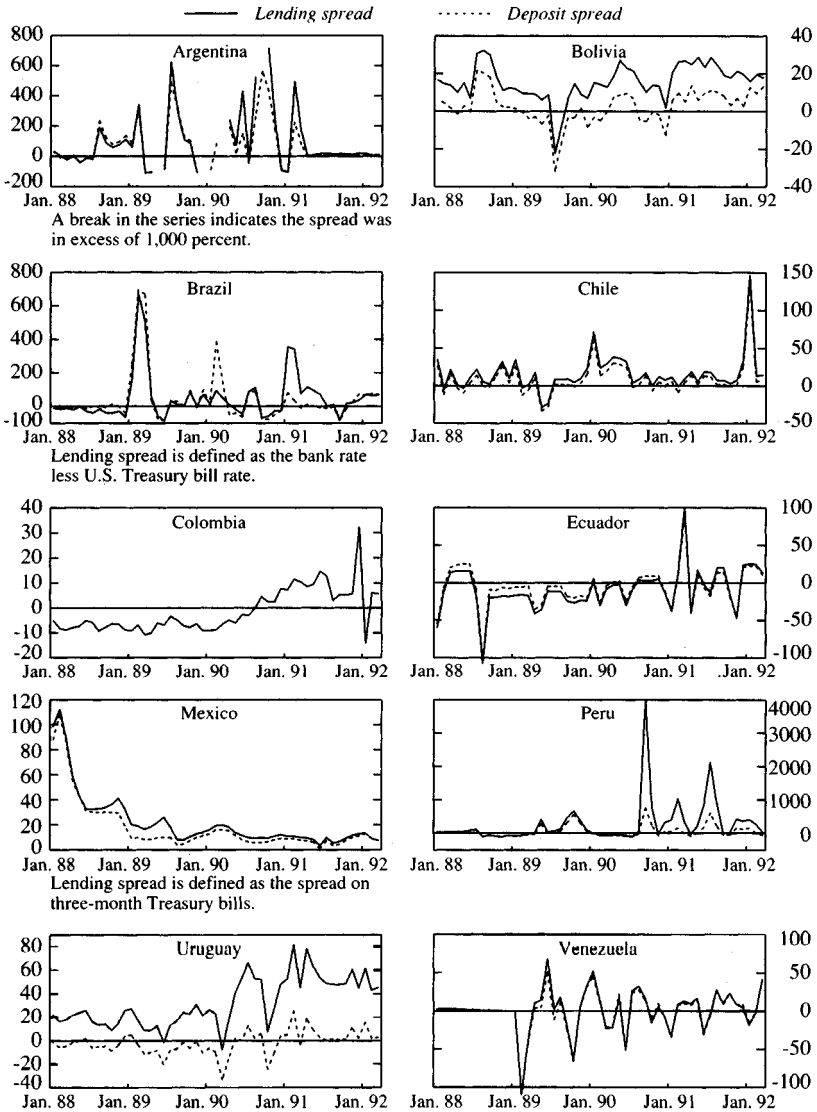 Lending spread
Deposit spread
Argentina
800
600
400
200
0
-200
Jan. 88 Jan. 89 Jan. 90 Jan. 91 Jan. 92
A break in the series indicates the spread was
in excess of 1,000 percent.
Bolivia
40
20
0
-20
-40
Jan. 88 Jan. 89 Jan. 90 Jan. 91 Jan. 92
Brazil
800
600
400
200
0
-100
Jan. 88 Jan. 89 Jan. 90 Jan. 91 Jan. 92
Lending spread is defined as the bank rate
less U.S. Treasury bill rate.
Chile
150
100
50
0
-50
Jan. 88 Jan. 89 Jan. 90 Jan. 91 Jan. 92
Colombia
40
30
20
10
0
-10
-20
Jan. 88 Jan. 89 Jan. 90 Jan. 91 Jan. 92
Ecuador
100
50
0
-50
-100
Jan. 88 Jan. 89 Jan. 90 Jan. 91 Jan. 92
Mexico
120
100
80
60
40
20
0
Jan. 88 Jan. 89 Jan. 90 Jan. 91 Jan. 92
Lending spread is defined as the spread on
three-month Treasury bills.
Peru
4000
3000
2000
1000
0
Jan. 88 Jan. 89 Jan. 90 Jan. 91 Jan. 92
Uruguay
80
60
40
20
0
-20
-40
Jan. 88 Jan. 89 Jan. 90 Jan. 91 Jan. 92
Venezuela
100
50
0
-50
-100
Jan. 88 Jan. 89 Jan. 90 Jan. 91 Jan. 92